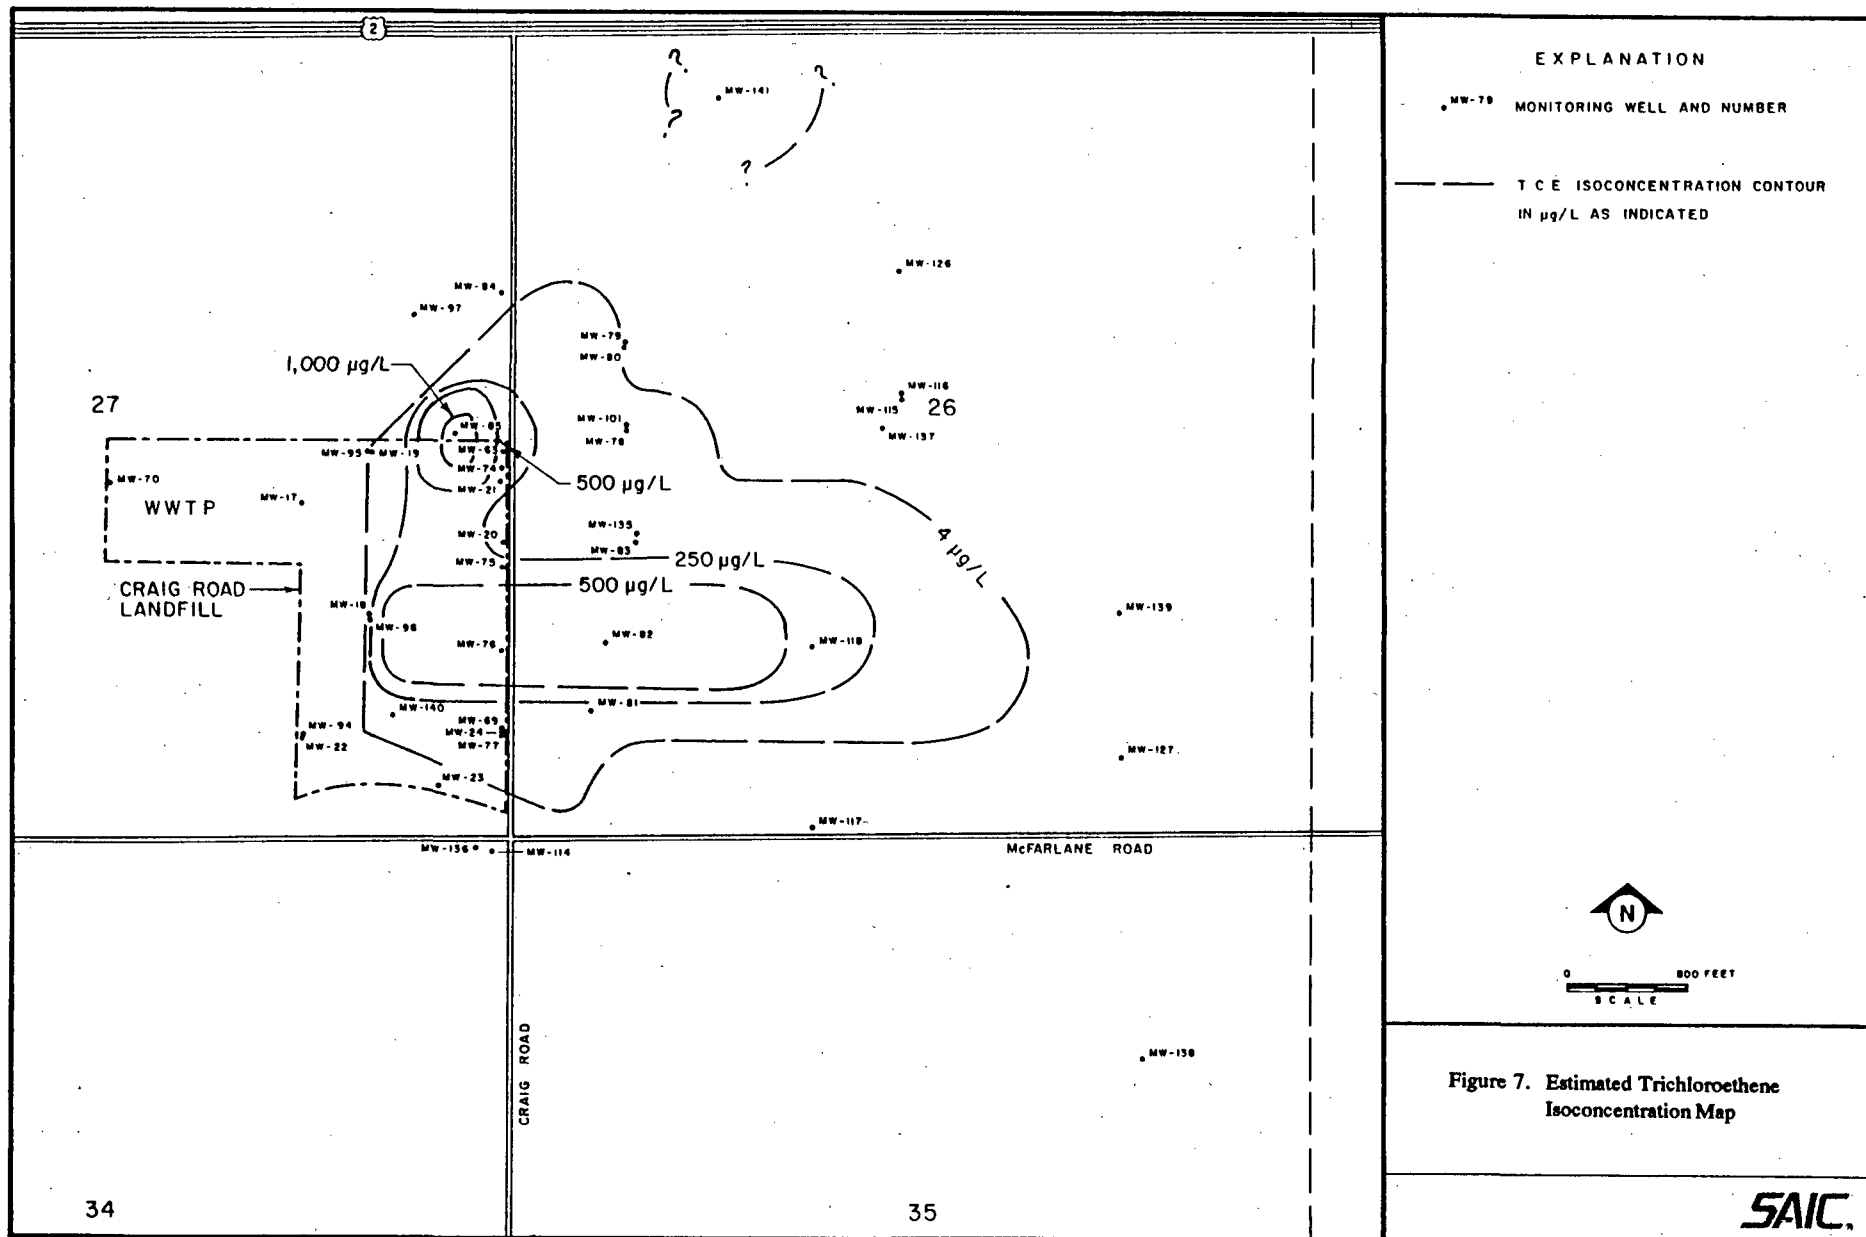 2
?
?
MW-141
?
?
MW-126
MW-84
MW-97
MW-79
MW-80
1,000 µg/L
27
MW-116
MW-115
26
MW-101
MW-78
MW-137
MW-85
MW-95
MW-19
MW-63
MW-74
MW-70
MW-21
500 µg/L
MW-17
WWTP
MW-20
MW-135
MW-83
4 µg/L
MW-75
250 µg/L
500 µg/L
CRAIG ROAD
LANDFILL
MW-18
MW-96
MW-139
MW-76
MW-82
MW-118
MW-140
MW-81
MW-69
MW-24
MW-77
MW-94
MW-22
MW-127
MW-23
MW-117
MW-136
MW-114
McFARLANE ROAD
CRAIG ROAD
MW-138
34
35
EXPLANATION
MW-79 MONITORING WELL AND NUMBER
TCE ISOCONCENTRATION CONTOUR
IN µg/L AS INDICATED
N
0 800 FEET
SCALE
Figure 7. Estimated Trichloroethene
Isoconcentration Map
SAIC